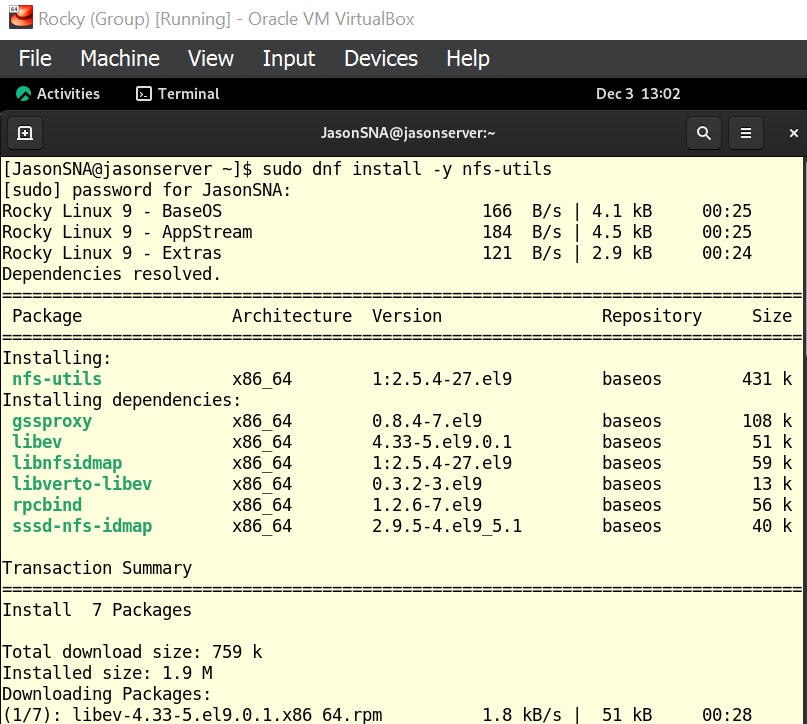 Rocky (Group) [Running] - Oracle VM VirtualBox
File Machine View Input Devices Help
Activities Terminal Dec 3 13:02
JasonSNA@jasonserver:~
[JasonSNA@jasonserver ~]$ sudo dnf install -y nfs-utils
[sudo] password for JasonSNA:
Rocky Linux 9 - BaseOS 166 B/s | 4.1 kB 00:25
Rocky Linux 9 - AppStream 184 B/s | 4.5 kB 00:25
Rocky Linux 9 - Extras 121 B/s | 2.9 kB 00:24
Dependencies resolved.
================================================================================
Package Architecture Version Repository Size
================================================================================
Installing:
nfs-utils x86_64 1:2.5.4-27.el9 baseos 431 k
Installing dependencies:
gssproxy x86_64 0.8.4-7.el9 baseos 108 k
libev x86_64 4.33-5.el9.0.1 baseos 51 k
libnfsidmap x86_64 1:2.5.4-27.el9 baseos 59 k
libverto-libev x86_64 0.3.2-3.el9 baseos 13 k
rpcbind x86_64 1.2.6-7.el9 baseos 56 k
sssd-nfs-idmap x86_64 2.9.5-4.el9_5.1 baseos 40 k
Transaction Summary
================================================================================
Install 7 Packages
Total download size: 759 k
Installed size: 1.9 M
Downloading Packages:
(1/7): libev-4.33-5.el9.0.1.x86_64.rpm 1.8 kB/s | 51 kB 00:28